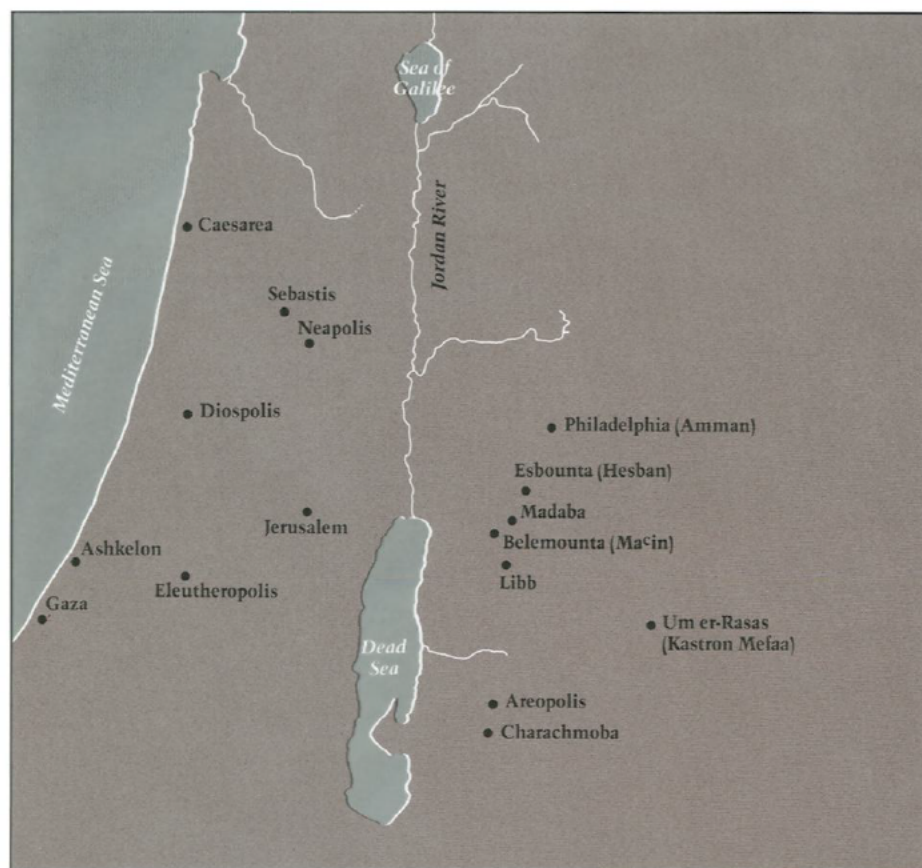 Sea of
Galilee
Mediterranean Sea
Jordan River
Caesarea
Sebastis
Neapolis
Diospolis
Philadelphia (Amman)
Esbounta (Hesban)
Jerusalem
Madaba
Belemounta (Maᶜin)
Ashkelon
Libb
Eleutheropolis
Gaza
Um er-Rasas
(Kastron Mefaa)
Dead
Sea
Areopolis
Charachmoba